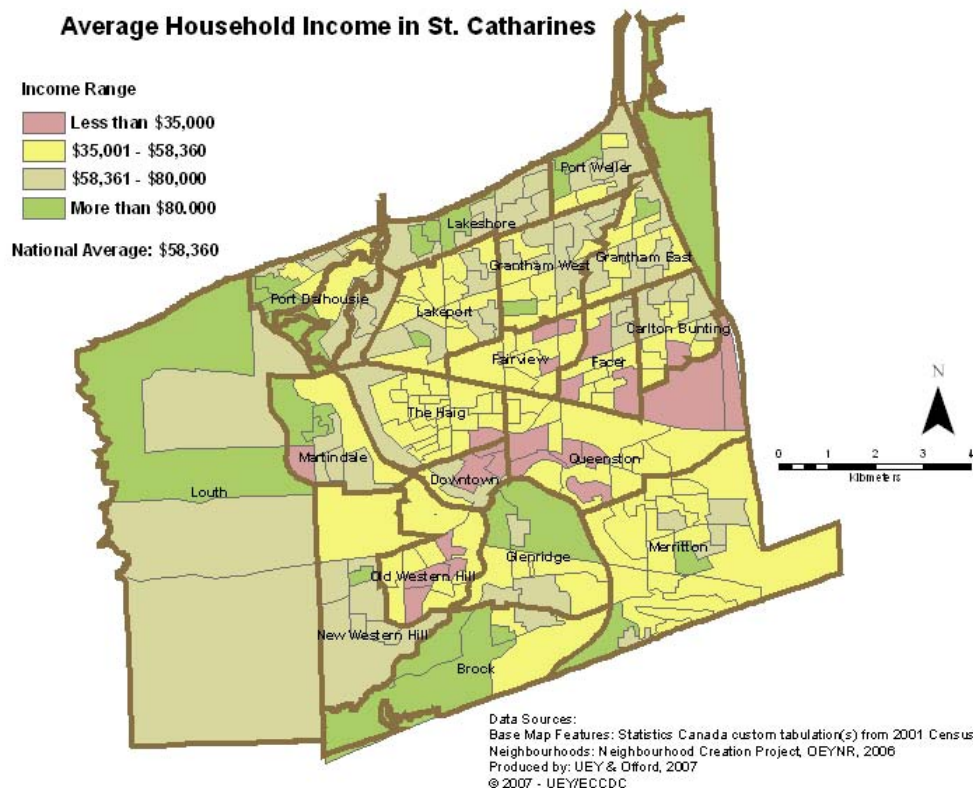 Average Household Income in St. Catharines
Income Range
Less than $35,000
$35,001 - $58,360
$58,361 - $80,000
More than $80.000
National Average: $58,360
Port Weller
Lakeshore
Grantham West
Grantham East
Port Dalhousie
Lakeport
Carlton Bunting
Fairview
Facer
The Haig
Martindale
Queenston
Downtown
Louth
Merritton
Glenridge
Old Western Hill
New Western Hill
Brock
N
0 1 2 3 4
Kilometers
Data Sources:
Base Map Features: Statistics Canada custom tabulation(s) from 2001 Census
Neighbourhoods: Neighbourhood Creation Project, OEYNR, 2006
Produced by: UEY & Offord, 2007
© 2007 - UEY/ECCDC